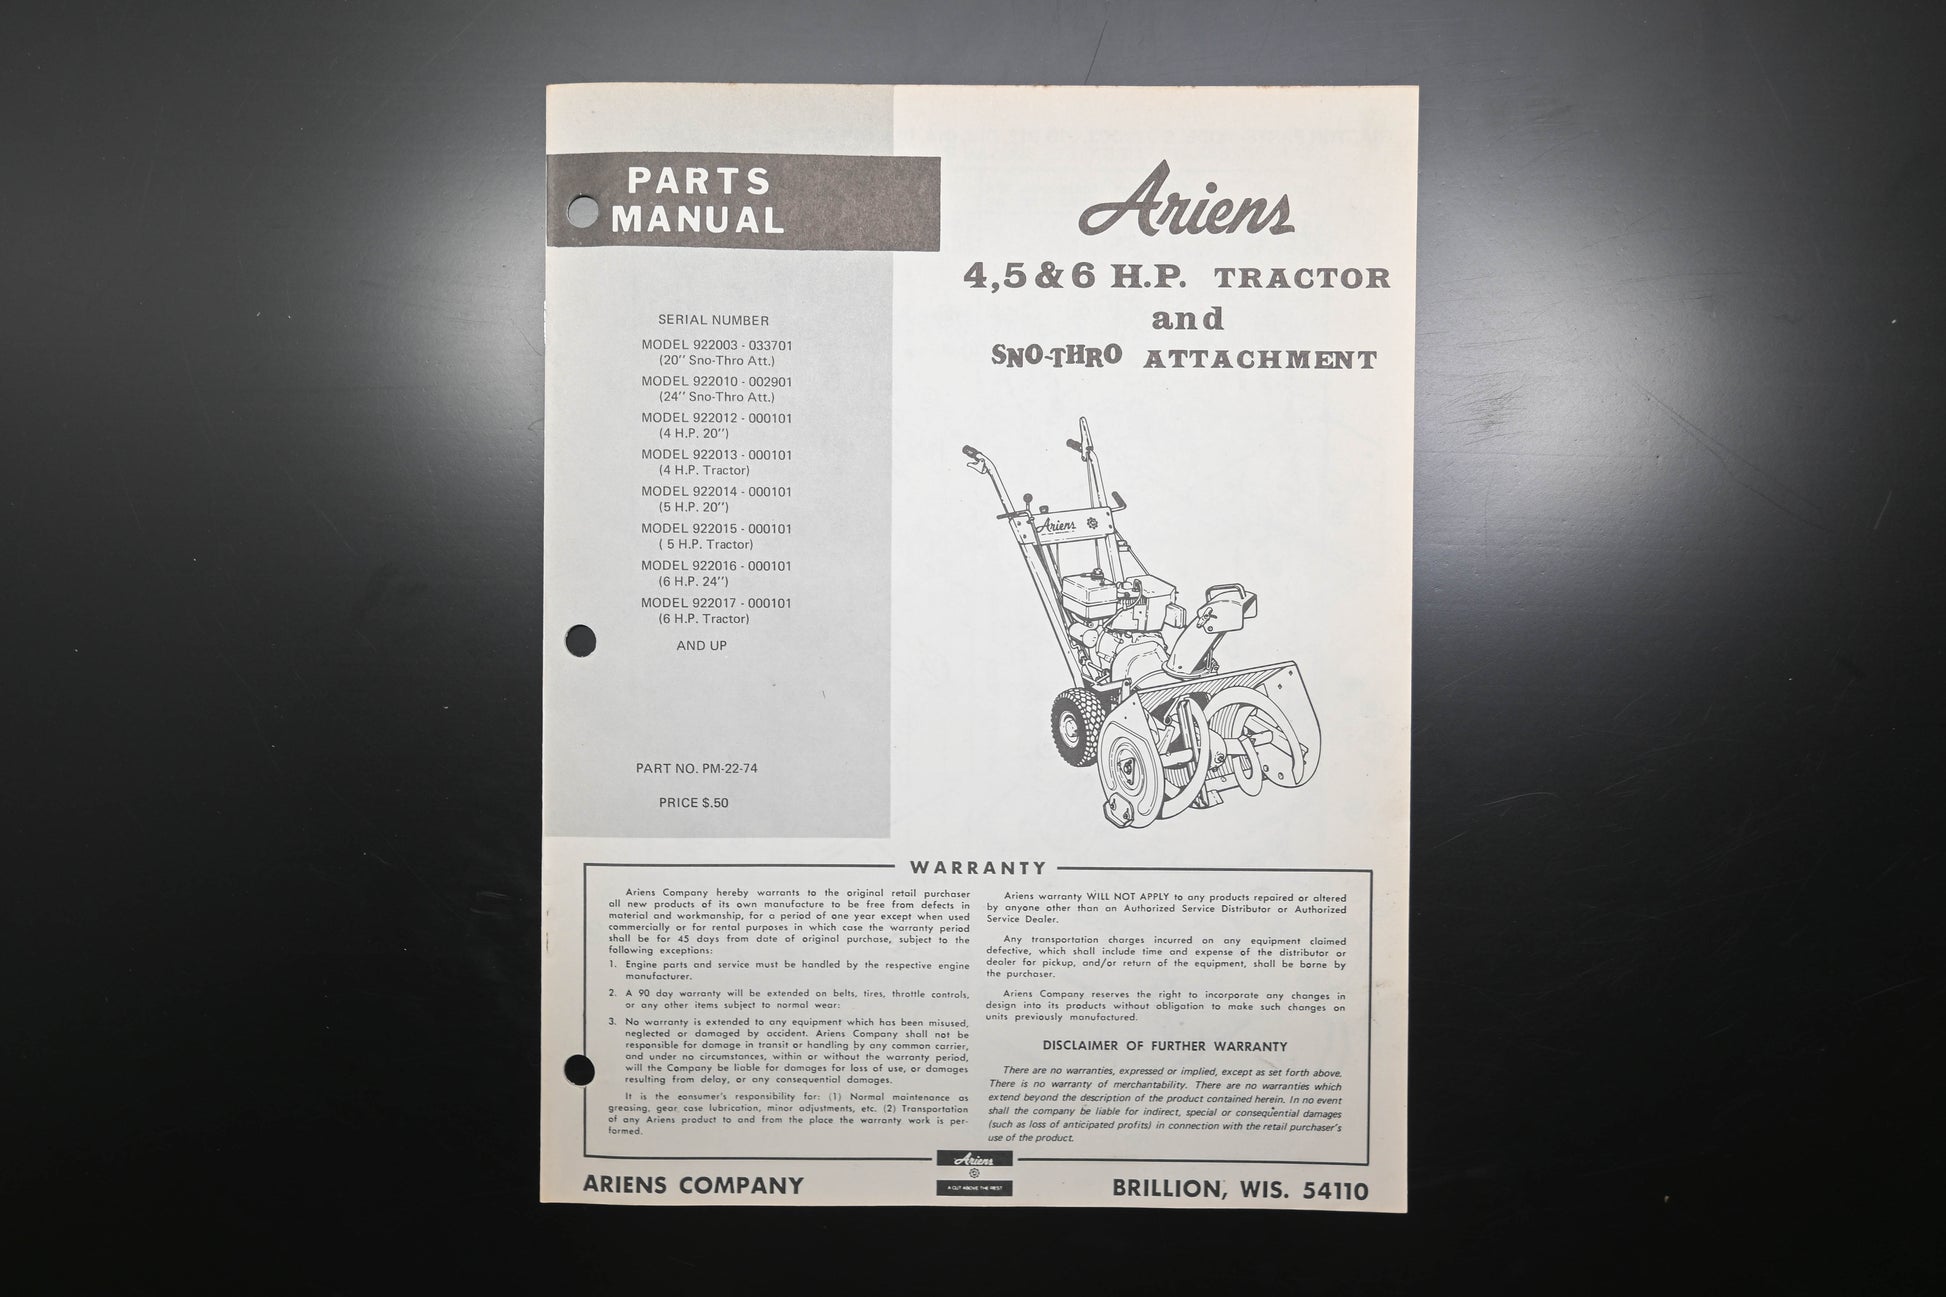 PARTS
MANUAL
SERIAL NUMBER
MODEL 922003 - 033701
(20" Sno-Thro Att.)
MODEL 922010 - 002901
(24" Sno-Thro Att.)
MODEL 922012 - 000101
(4 H.P. 20")
MODEL 922013 - 000101
(4 H.P. Tractor)
MODEL 922014 - 000101
(5 H.P. 20")
MODEL 922015 - 000101
( 5 H.P. Tractor)
MODEL 922016 - 000101
(6 H.P. 24")
MODEL 922017 - 000101
(6 H.P. Tractor)
AND UP
PART NO. PM-22-74
PRICE $.50
Ariens
4,5 & 6 H.P. TRACTOR
and
SNO-THRO ATTACHMENT
Ariens
WARRANTY
Ariens Company hereby warrants to the original retail purchaser
all new products of its own manufacture to be free from defects in
material and workmanship, for a period of one year except when used
commercially or for rental purposes in which case the warranty period
shall be for 45 days from date of original purchase, subject to the
following exceptions:
1. Engine parts and service must be handled by the respective engine
manufacturer.
2. A 90 day warranty will be extended on belts, tires, throttle controls,
or any other items subject to normal wear:
3. No warranty is extended to any equipment which has been misused,
neglected or damaged by accident. Ariens Company shall not be
responsible for damage in transit or handling by any common carrier,
and under no circumstances, within or without the warranty period,
will the Company be liable for damages for loss of use, or damages
resulting from delay, or any consequential damages.
It is the consumer's responsibility for: (1) Normal maintenance as
greasing, gear case lubrication, minor adjustments, etc. (2) Transportation
of any Ariens product to and from the place the warranty work is per-
formed.
Ariens warranty WILL NOT APPLY to any products repaired or altered
by anyone other than an Authorized Service Distributor or Authorized
Service Dealer.
Any transportation charges incurred on any equipment claimed
defective, which shall include time and expense of the distributor or
dealer for pickup, and/or return of the equipment, shall be borne by
the purchaser.
Ariens Company reserves the right to incorporate any changes in
design into its products without obligation to make such changes on
units previously manufactured.
DISCLAIMER OF FURTHER WARRANTY
There are no warranties, expressed or implied, except as set forth above.
There is no warranty of merchantability. There are no warranties which
extend beyond the description of the product contained herein. In no event
shall the company be liable for indirect, special or consequential damages
(such as loss of anticipated profits) in connection with the retail purchaser's
use of the product.
ARIENS COMPANY
Ariens
A CUT ABOVE THE REST
BRILLION, WIS. 54110